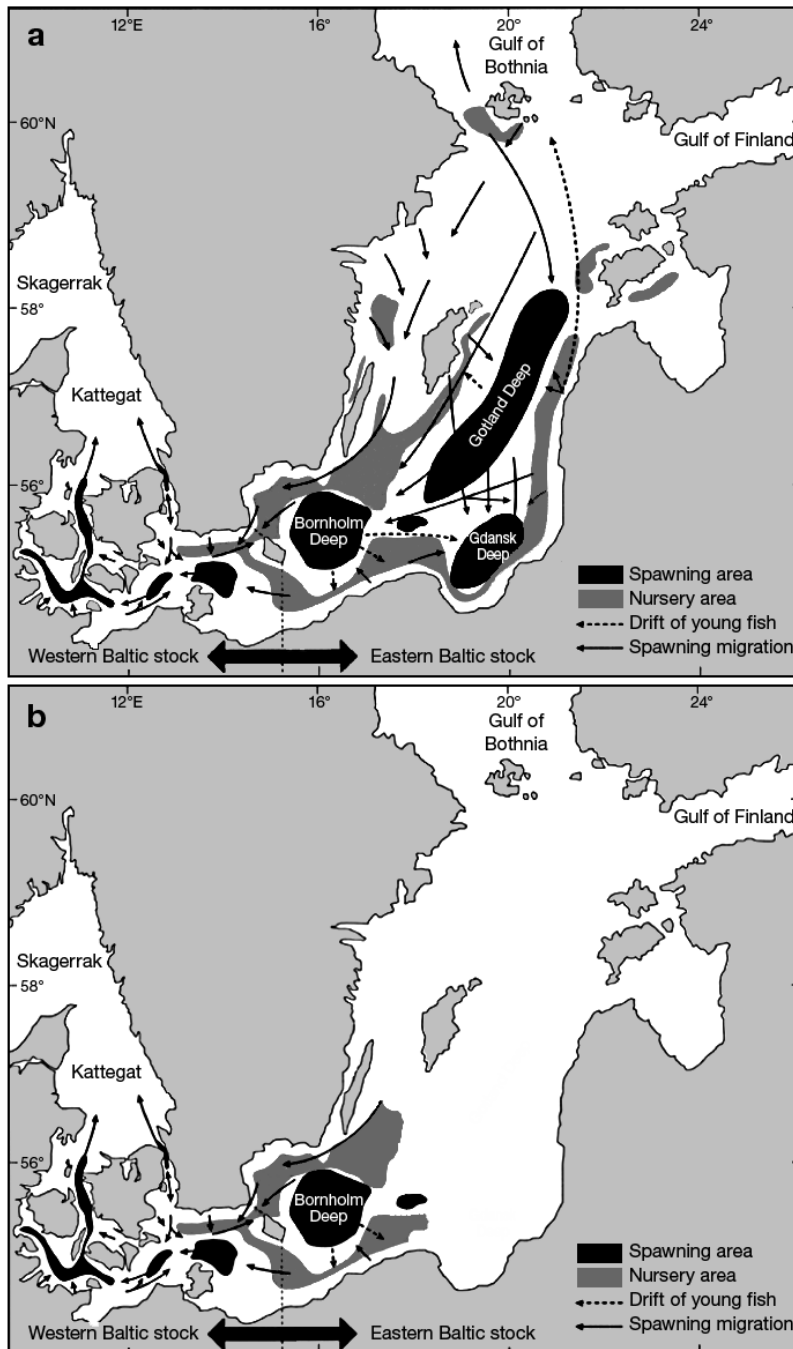 a
12°E
16°
20°
24°
Gulf of
Bothnia
60°N
Gulf of Finland
Skagerrak
58°
Kattegat
Gotland Deep
56°
Bornholm
Deep
Gdansk
Deep
Spawning area
Nursery area
Drift of young fish
Spawning migration
Western Baltic stock
Eastern Baltic stock
b
12°E
16°
20°
24°
Gulf of
Bothnia
60°N
Gulf of Finland
Skagerrak
58°
Kattegat
56°
Bornholm
Deep
Spawning area
Nursery area
Drift of young fish
Spawning migration
Western Baltic stock
Eastern Baltic stock